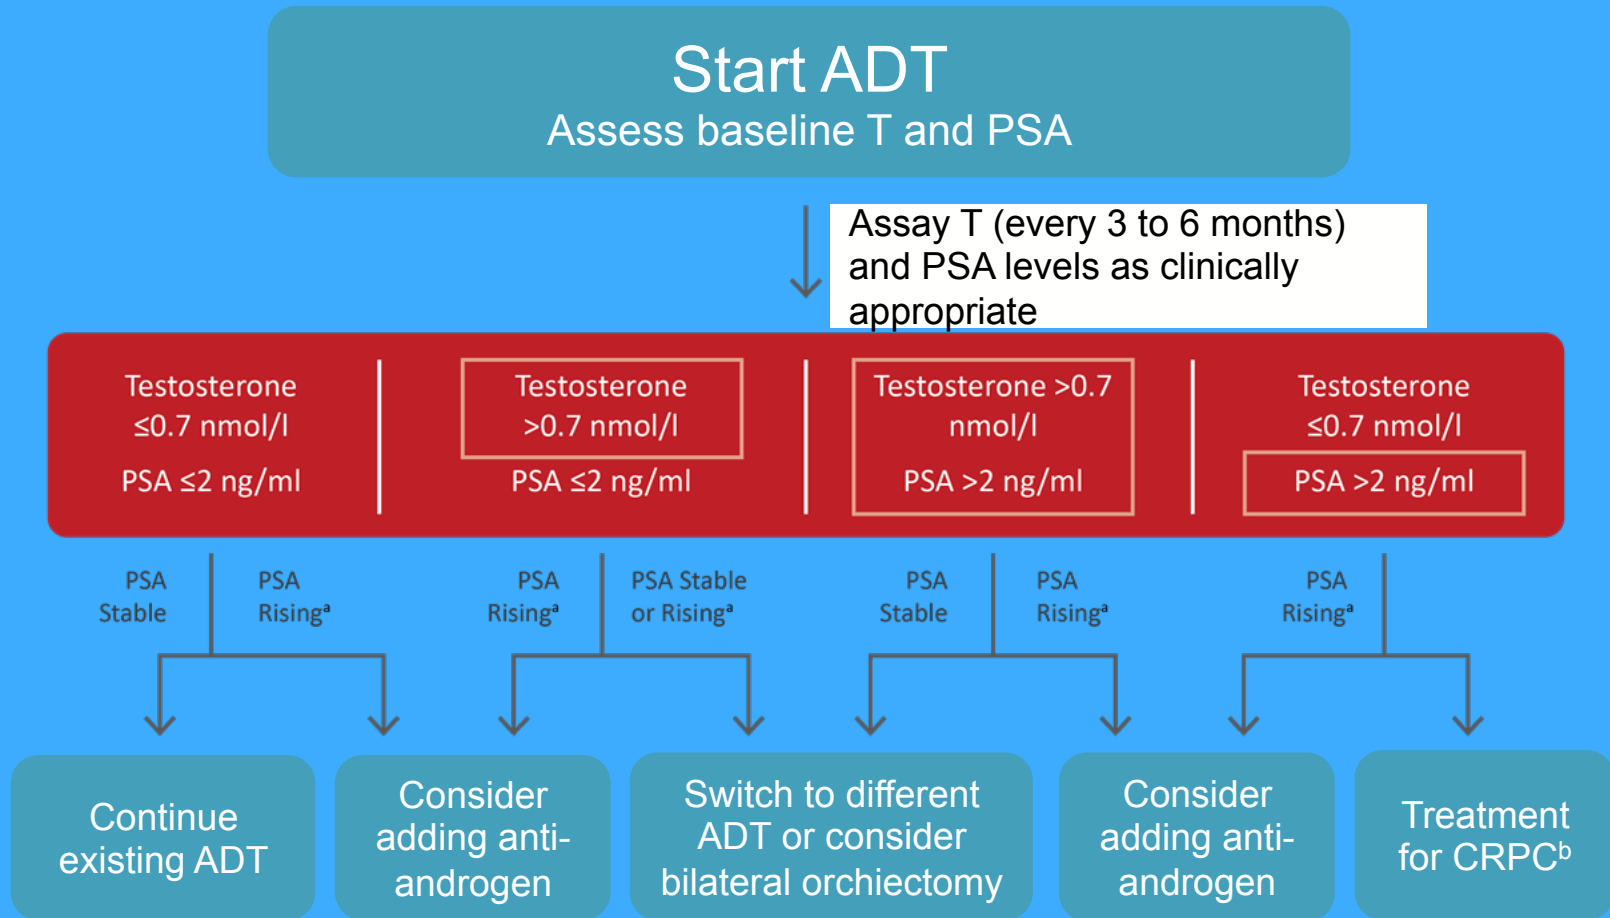 Start ADT
Assess baseline T and PSA
Assay T (every 3 to 6 months)
and PSA levels as clinically
appropriate
Testosterone
≤0.7 nmol/l
PSA ≤2 ng/ml
Testosterone
>0.7 nmol/l
PSA ≤2 ng/ml
Testosterone >0.7
nmol/l
PSA >2 ng/ml
Testosterone
≤0.7 nmol/l
PSA >2 ng/ml
PSA
Stable
PSA
Risingᵃ
PSA
Risingᵃ
PSA Stable
or Risingᵃ
PSA
Stable
PSA
Risingᵃ
PSA
Risingᵃ
Continue
existing ADT
Consider
adding anti-
androgen
Switch to different
ADT or consider
bilateral orchiectomy
Consider
adding anti-
androgen
Treatment
for CRPCᵇ